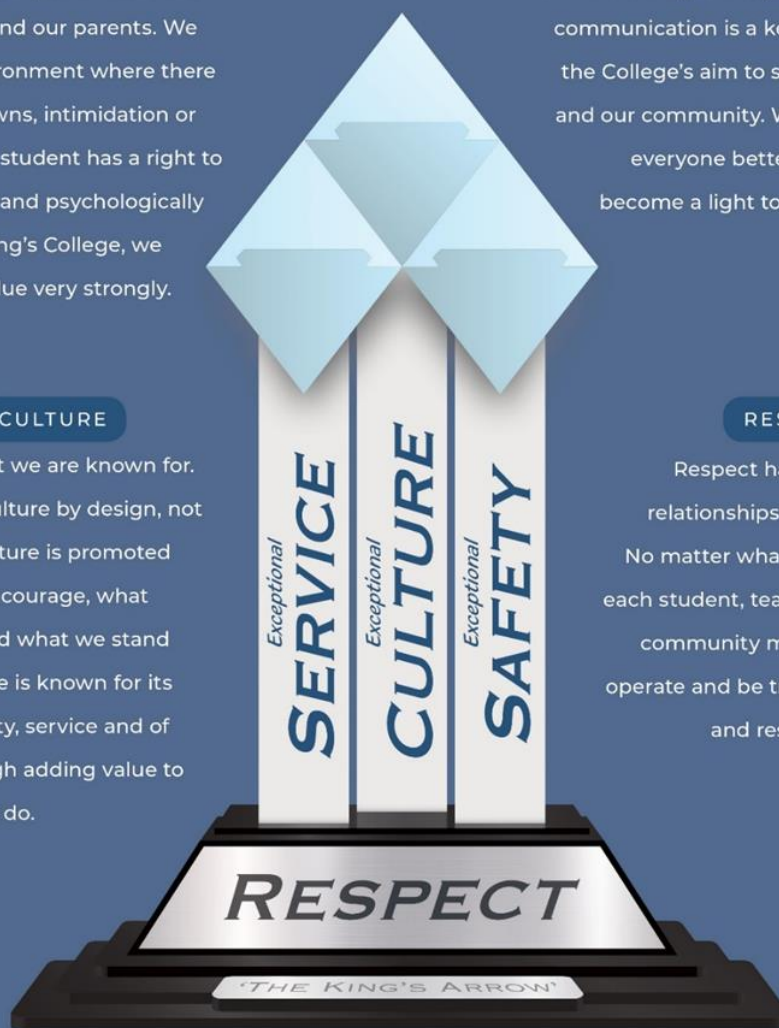 nd our parents. We
ronment where there
wns, intimidation or
student has a right to
and psychologically
ng's College, we
lue very strongly.
CULTURE
t we are known for.
lture by design, not
ture is promoted
courage, what
d what we stand
e is known for its
ty, service and of
gh adding value to
do.
Exceptional
SERVICE
Exceptional
CULTURE
Exceptional
SAFETY
RESPECT
'THE KING'S ARROW'
communication is a ke
the College's aim to s
and our community. W
everyone bette
become a light to
RES
Respect ha
relationships
No matter wha
each student, tea
community m
operate and be t
and res